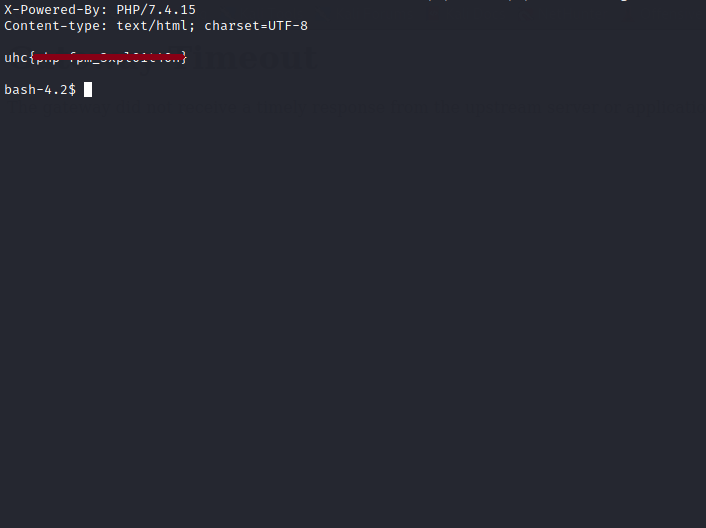 X-Powered-By: PHP/7.4.15
Content-type: text/html; charset=UTF-8
uhc{
}
bash-4.2$